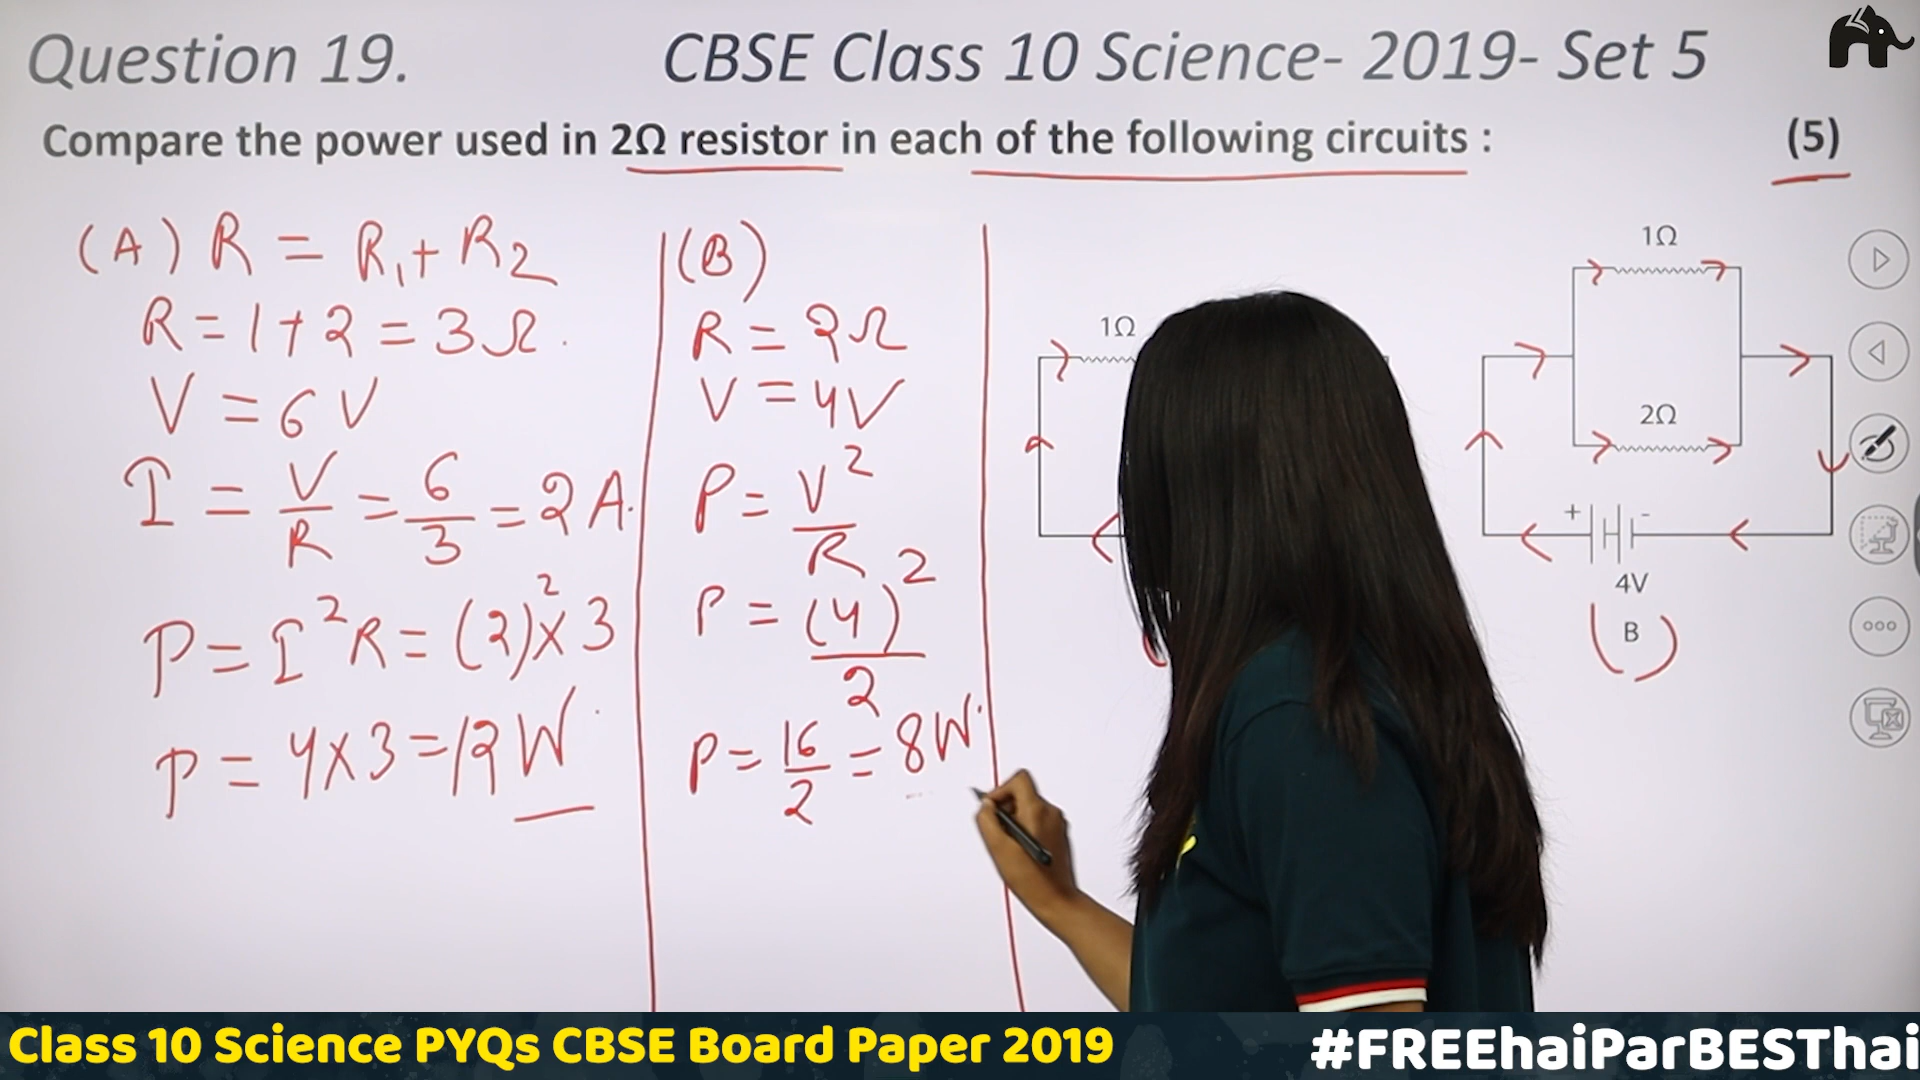 Question 19.
CBSE Class 10 Science- 2019- Set 5
Compare the power used in 2Ω resistor in each of the following circuits :
(5)
(A) R = R₁ + R₂
R = 1 + 2 = 3Ω.
V = 6V
I = V/R = 6/3 = 2A.
P = I²R = (2)² × 3
P = 4×3 = 12W
(B)
R = 2Ω
V = 4V
P = V²/R
P = (4)²/2
P = 16/2 = 8W.
1Ω
1Ω
2Ω
+ -
4V
(B)
Class 10 Science PYQs CBSE Board Paper 2019
#FREEhaiParBESThai